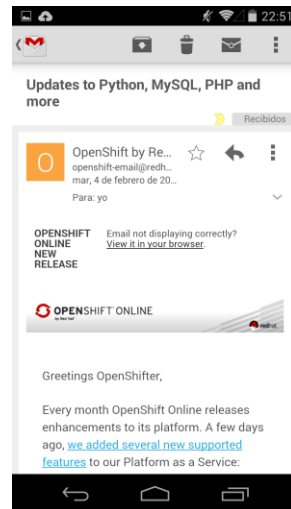 22:51
Updates to Python, MySQL, PHP and
more
Recibidos
O
OpenShift by Re...
openshift-email@redh...
mar, 4 de febrero de 20...
Para: yo
OPENSHIFT
ONLINE
NEW
RELEASE
Email not displaying correctly?
View it in your browser.
OPENSHIFT ONLINE
by Red Hat
redhat.
Greetings OpenShifter,
Every month OpenShift Online releases
enhancements to its platform. A few days
ago, we added several new supported
features to our Platform as a Service: